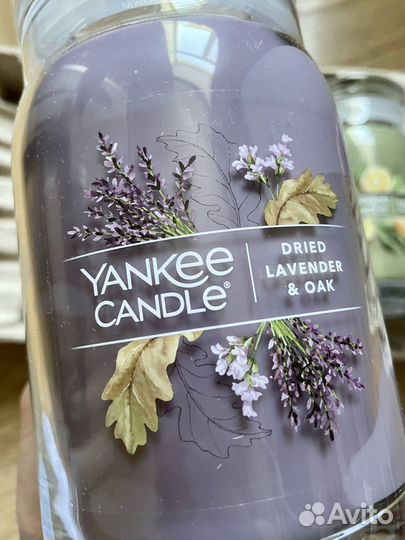 YANKEE
CANDLE®
DRIED
LAVENDER
& OAK
Avito